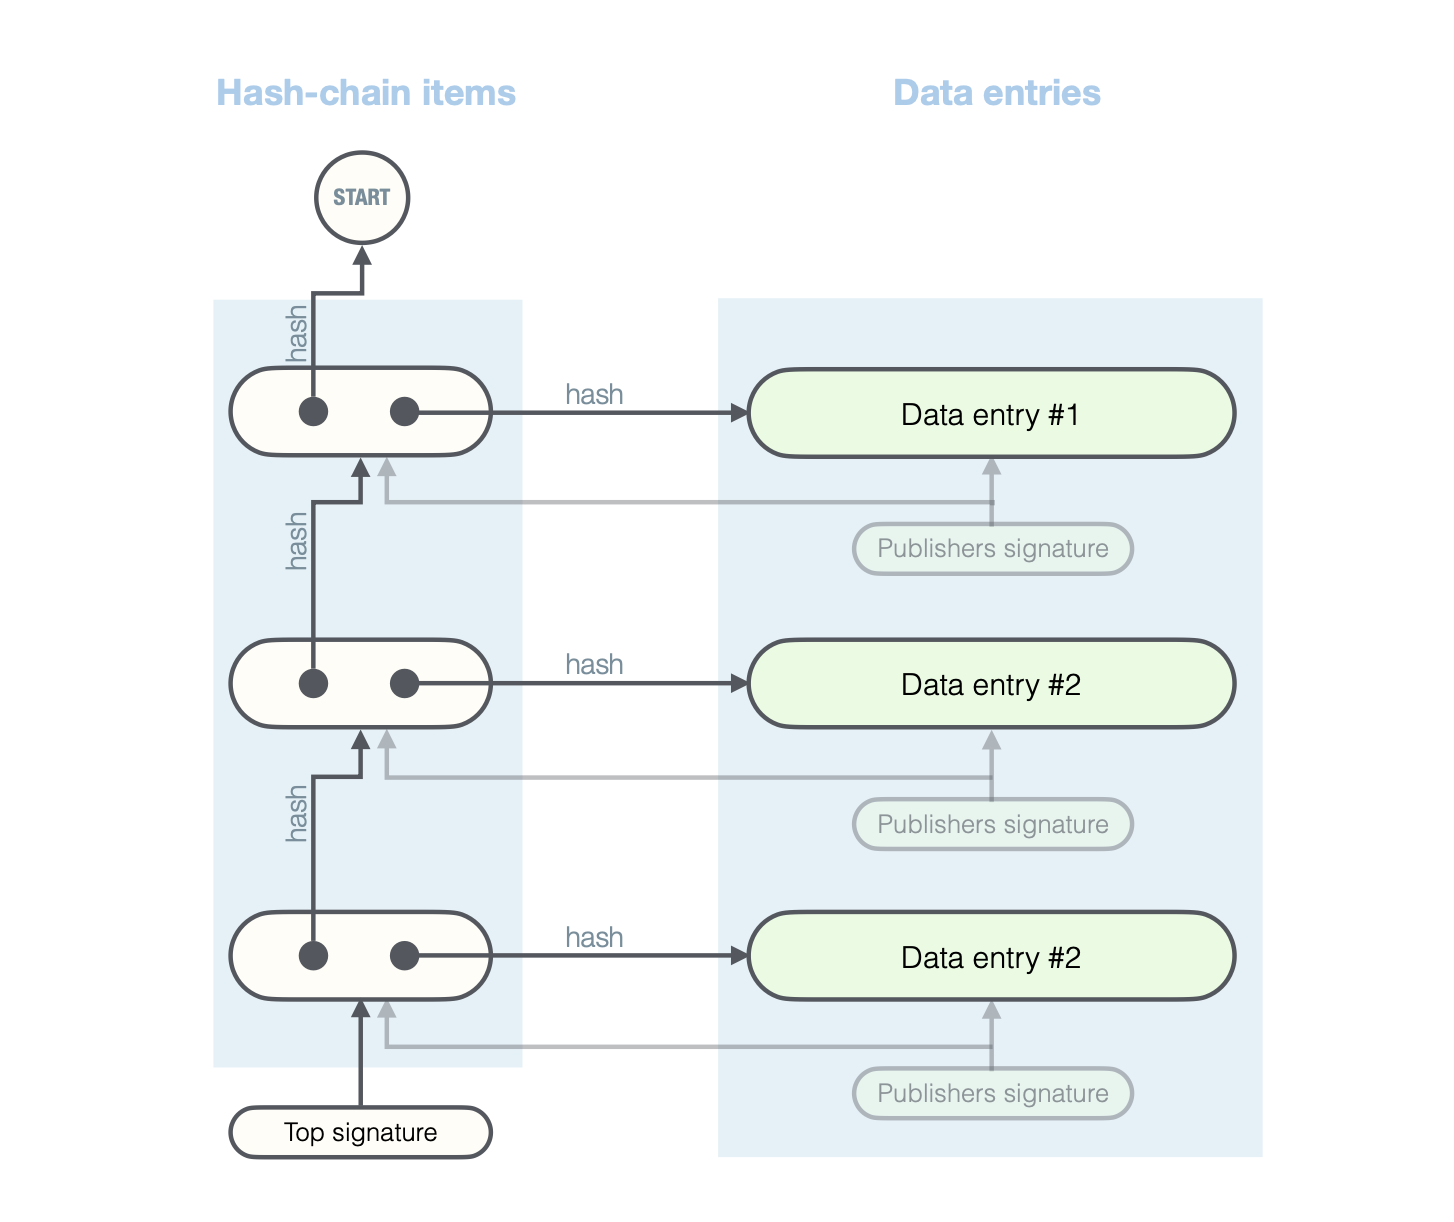 Hash-chain items
Data entries
START
hash
hash
Data entry #1
hash
Publishers signature
hash
Data entry #2
hash
Publishers signature
hash
Data entry #2
Publishers signature
Top signature